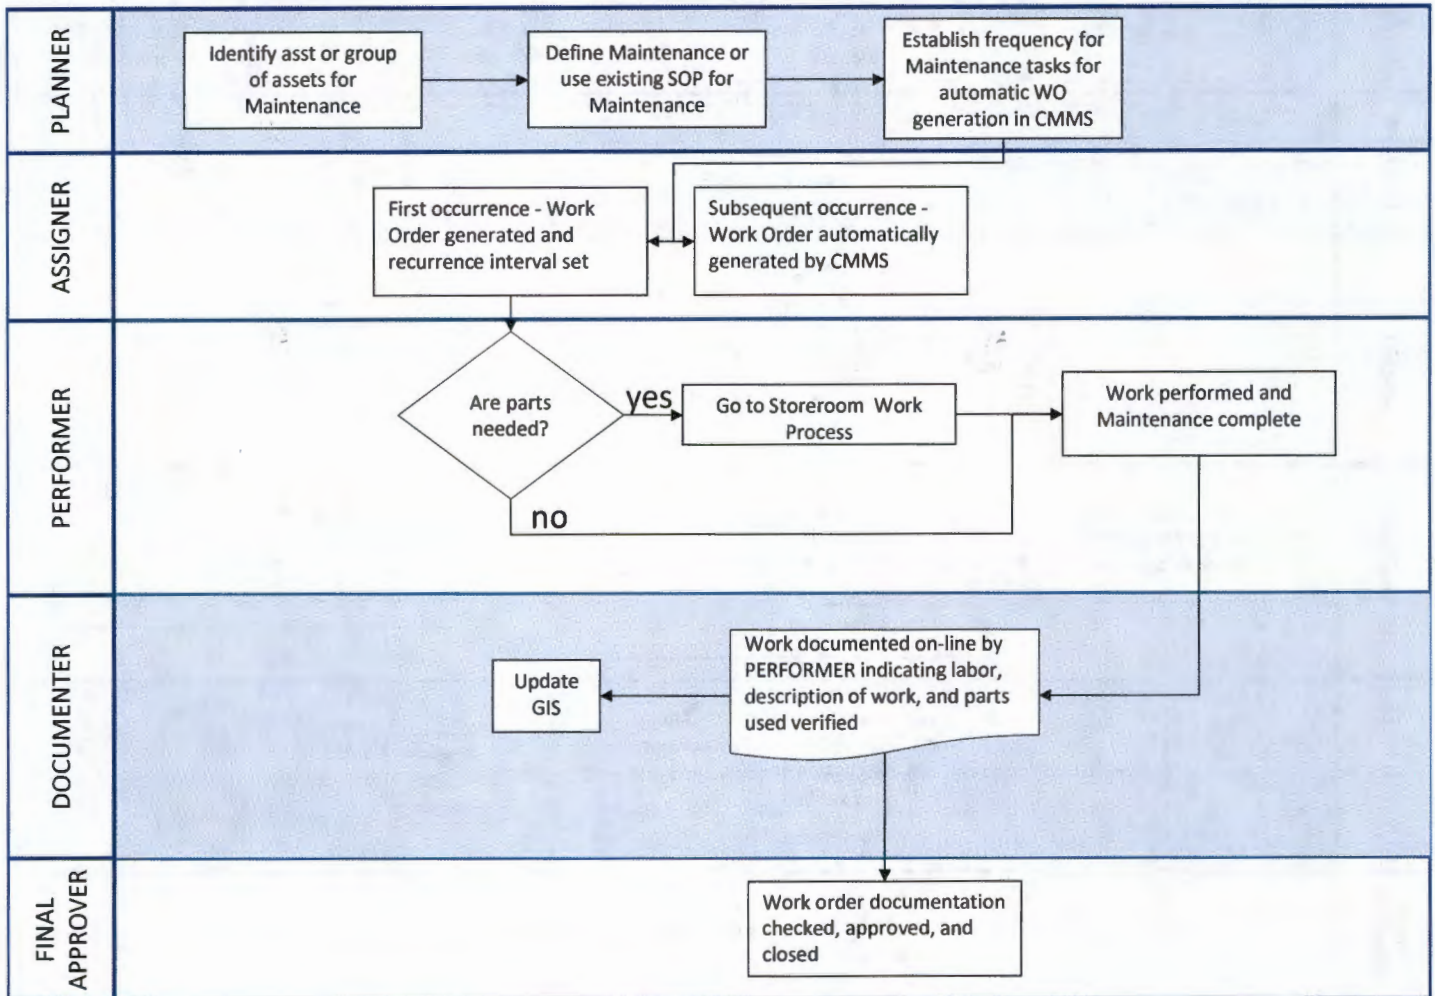 PLANNER
Identify asst or group
of assets for
Maintenance
Define Maintenance or
use existing SOP for
Maintenance
Establish frequency for
Maintenance tasks for
automatic WO
generation in CMMS
ASSIGNER
First occurrence - Work
Order generated and
recurrence interval set
Subsequent occurrence -
Work Order automatically
generated by CMMS
PERFORMER
Are parts
needed?
yes
no
Go to Storeroom Work
Process
Work performed and
Maintenance complete
DOCUMENTER
Update
GIS
Work documented on-line by
PERFORMER indicating labor,
description of work, and parts
used verified
FINAL
APPROVER
Work order documentation
checked, approved, and
closed